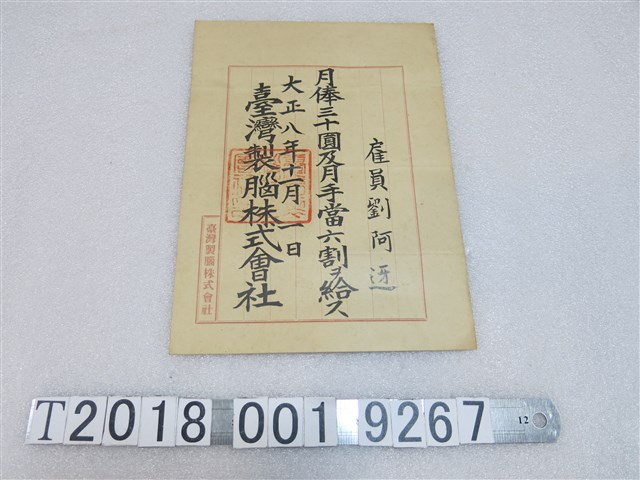 雇員劉阿迓
月俸三十圓及月手當六割ヲ給ス
大正八年十一月一日
臺灣製腦株式會社
臺灣製腦株式會社
T2018 001 9267
12